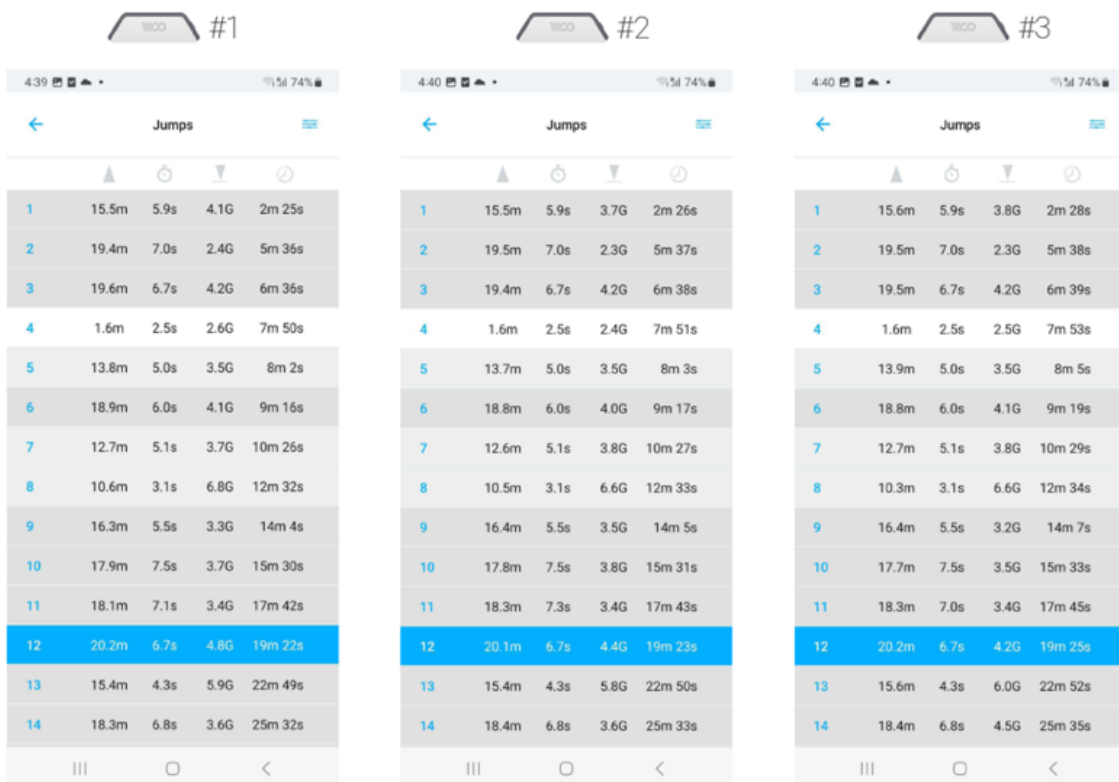 WOO #1
4:39 74%
Jumps
1 15.5m 5.9s 4.1G 2m 25s
2 19.4m 7.0s 2.4G 5m 36s
3 19.6m 6.7s 4.2G 6m 36s
4 1.6m 2.5s 2.6G 7m 50s
5 13.8m 5.0s 3.5G 8m 2s
6 18.9m 6.0s 4.1G 9m 16s
7 12.7m 5.1s 3.7G 10m 26s
8 10.6m 3.1s 6.8G 12m 32s
9 16.3m 5.5s 3.3G 14m 4s
10 17.9m 7.5s 3.7G 15m 30s
11 18.1m 7.1s 3.4G 17m 42s
12 20.2m 6.7s 4.8G 19m 22s
13 15.4m 4.3s 5.9G 22m 49s
14 18.3m 6.8s 3.6G 25m 32s
WOO #2
4:40 74%
Jumps
1 15.5m 5.9s 3.7G 2m 26s
2 19.5m 7.0s 2.3G 5m 37s
3 19.4m 6.7s 4.2G 6m 38s
4 1.6m 2.5s 2.4G 7m 51s
5 13.7m 5.0s 3.5G 8m 3s
6 18.8m 6.0s 4.0G 9m 17s
7 12.6m 5.1s 3.8G 10m 27s
8 10.5m 3.1s 6.6G 12m 33s
9 16.4m 5.5s 3.5G 14m 5s
10 17.8m 7.5s 3.8G 15m 31s
11 18.3m 7.3s 3.4G 17m 43s
12 20.1m 6.7s 4.4G 19m 23s
13 15.4m 4.3s 5.8G 22m 50s
14 18.4m 6.8s 3.6G 25m 33s
WOO #3
4:40 74%
Jumps
1 15.6m 5.9s 3.8G 2m 28s
2 19.5m 7.0s 2.3G 5m 38s
3 19.5m 6.7s 4.2G 6m 39s
4 1.6m 2.5s 2.5G 7m 53s
5 13.9m 5.0s 3.5G 8m 5s
6 18.8m 6.0s 4.1G 9m 19s
7 12.7m 5.1s 3.8G 10m 29s
8 10.3m 3.1s 6.6G 12m 34s
9 16.4m 5.5s 3.2G 14m 7s
10 17.7m 7.5s 3.5G 15m 33s
11 18.3m 7.0s 3.4G 17m 45s
12 20.2m 6.7s 4.2G 19m 25s
13 15.6m 4.3s 6.0G 22m 52s
14 18.4m 6.8s 4.5G 25m 35s